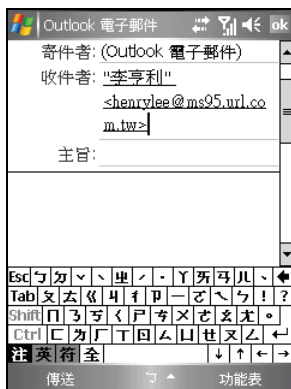 Outlook 電子郵件 ok
寄件者: (Outlook 電子郵件)
收件者: "李亨利"
<henrylee@ms95.url.co
m.tw>
主旨:
Esc ㄅ ㄉ ˇ ˋ ㄓ ˊ ˙ ㄚ ㄞ ㄢ ㄦ
Tab ㄆ ㄊ ㄍ ㄐ ㄔ ㄗ ㄧ ㄛ ㄟ ㄣ ! ?
Shift ㄇ ㄋ ㄎ ㄑ ㄕ ㄘ ㄨ ㄜ ㄠ ㄤ 。
Ctrl ㄈ ㄌ ㄏ ㄒ ㄖ ㄙ ㄩ ㄝ ㄡ ㄥ
注 英 符 全 ↓ ↑ ← →
傳送 ㄅ 功能表